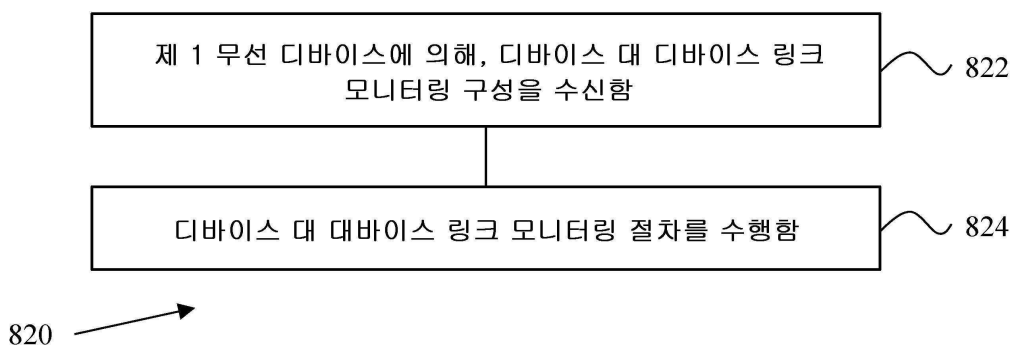 제 1 무선 디바이스에 의해, 디바이스 대 디바이스 링크
모니터링 구성을 수신함
822
디바이스 대 대바이스 링크 모니터링 절차를 수행함
824
820